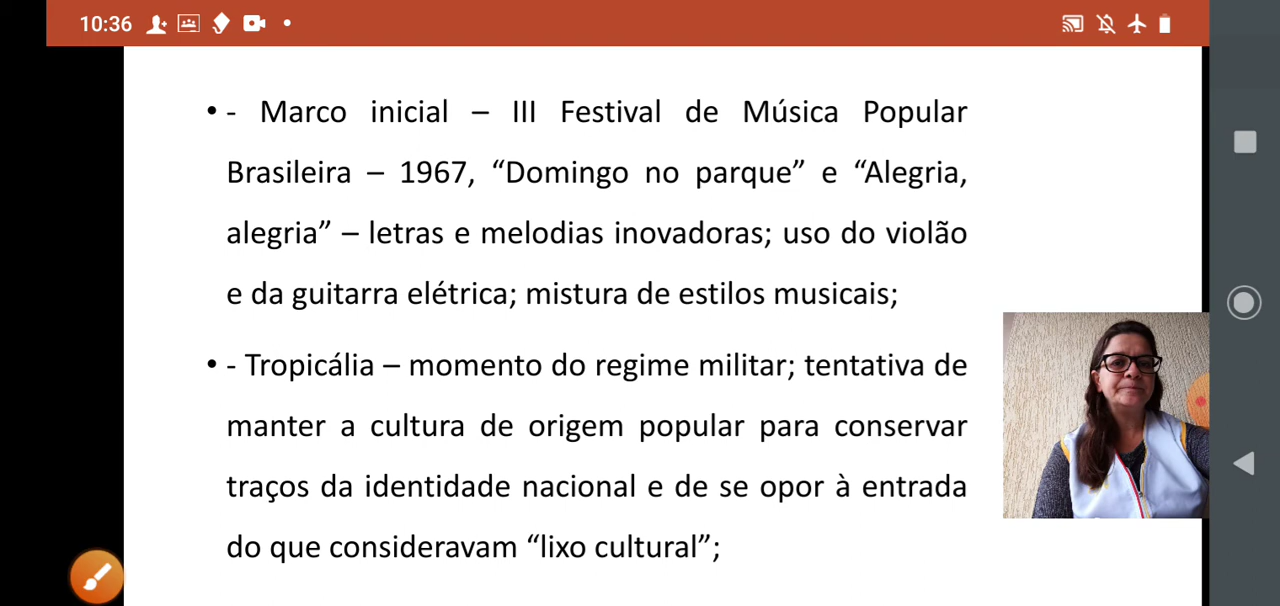 10:36
• - Marco inicial – III Festival de Música Popular
Brasileira – 1967, “Domingo no parque” e “Alegria,
alegria” – letras e melodias inovadoras; uso do violão
e da guitarra elétrica; mistura de estilos musicais;
• - Tropicália – momento do regime militar; tentativa de
manter a cultura de origem popular para conservar
traços da identidade nacional e de se opor à entrada
do que consideravam “lixo cultural”;